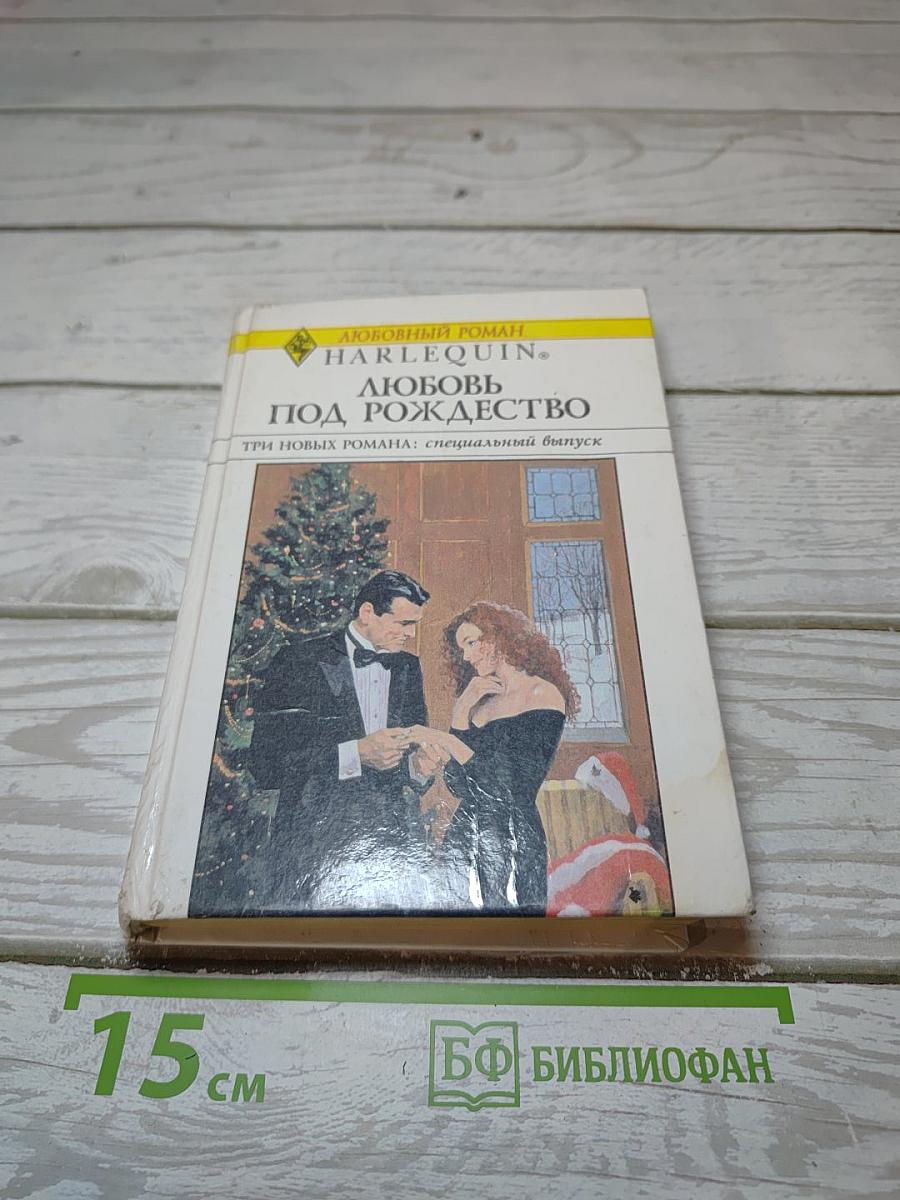 ЛЮБОВНЫЙ РОМАН
HARLEQUIN®
ЛЮБОВЬ
ПОД РОЖДЕСТВО
ТРИ НОВЫХ РОМАНА: специальный выпуск
15 см
БФ БИБЛИОФАН